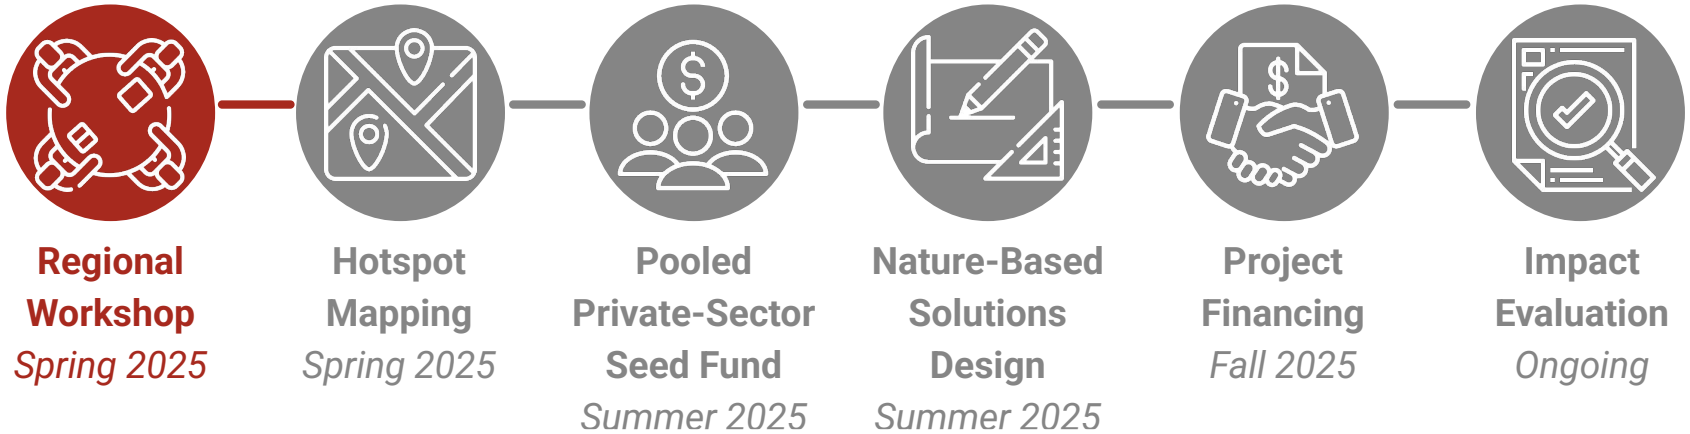 $
$
Regional
Workshop
Spring 2025
Hotspot
Mapping
Spring 2025
Pooled
Private-Sector
Seed Fund
Summer 2025
Nature-Based
Solutions
Design
Summer 2025
Project
Financing
Fall 2025
Impact
Evaluation
Ongoing